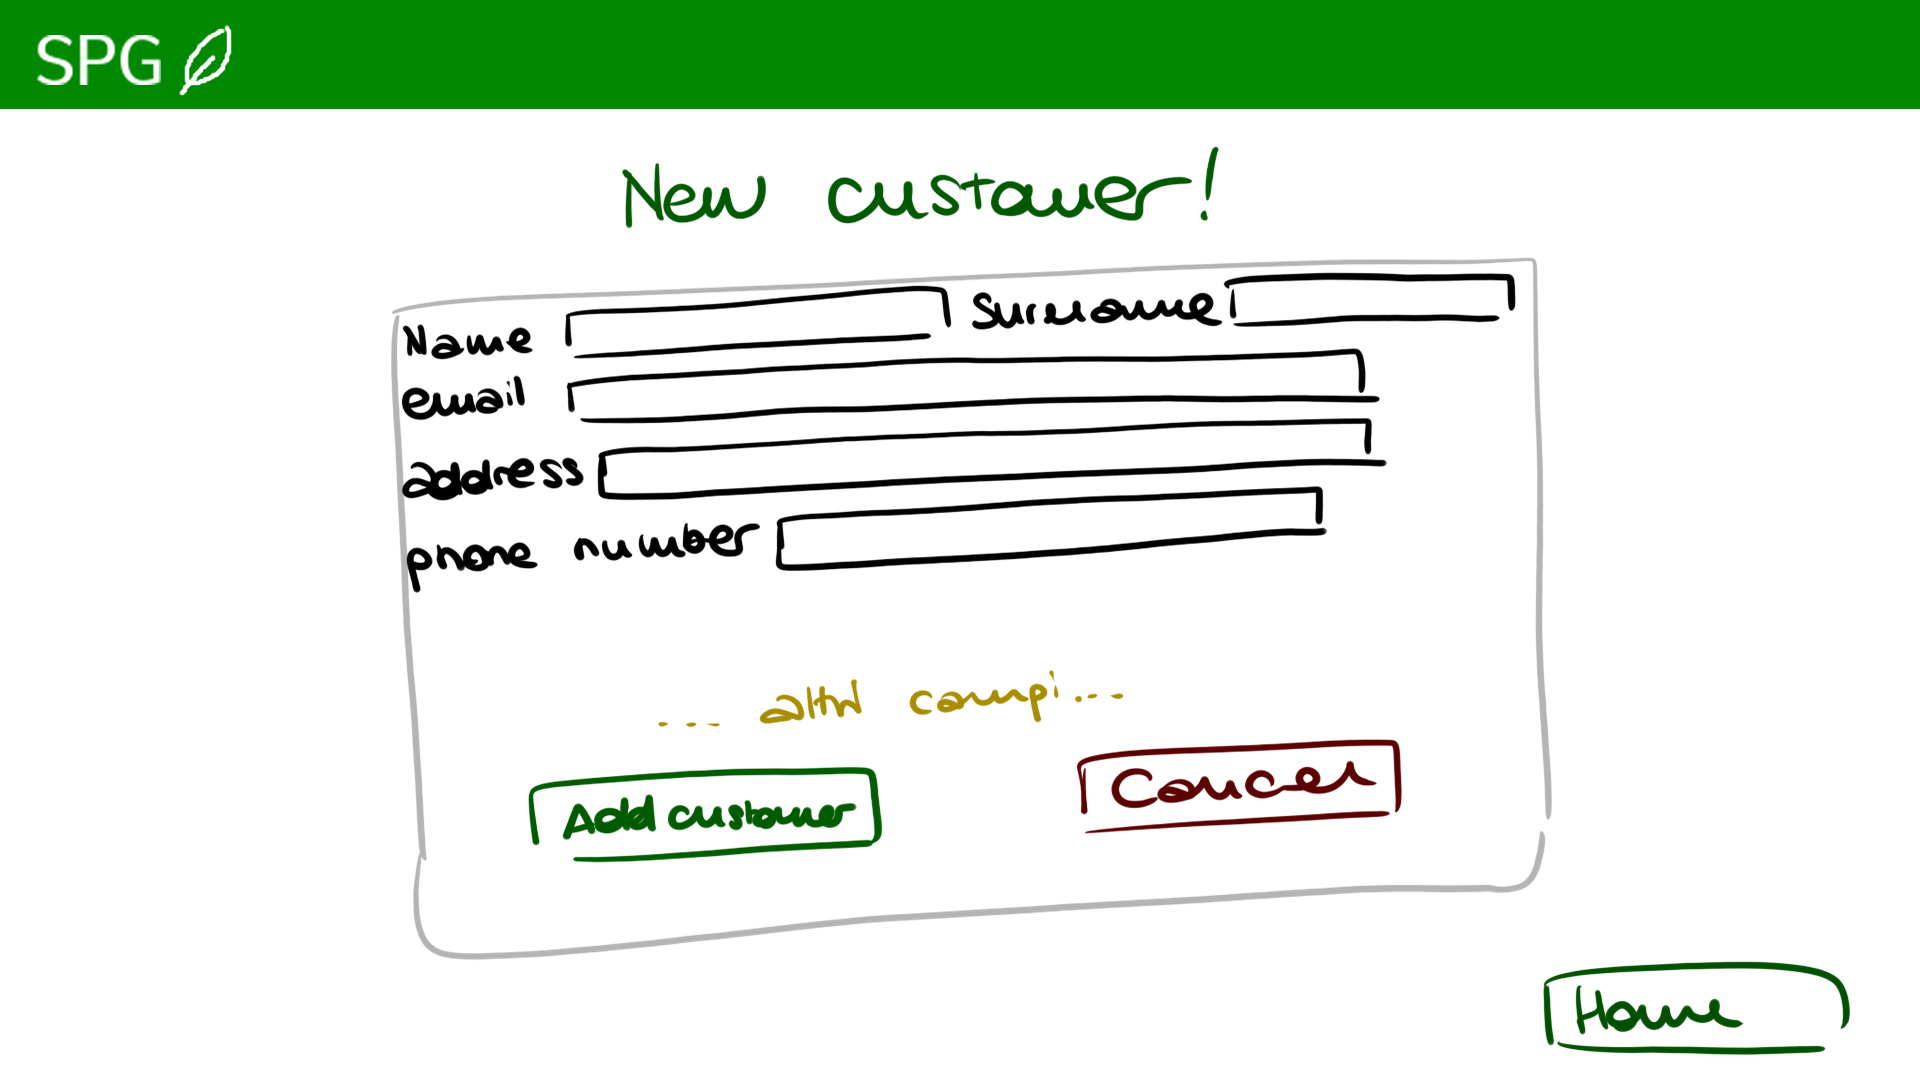 SPG
New customer!
Name Surname
email
address
phone number
... altri campi...
Add customer Cancel
Home